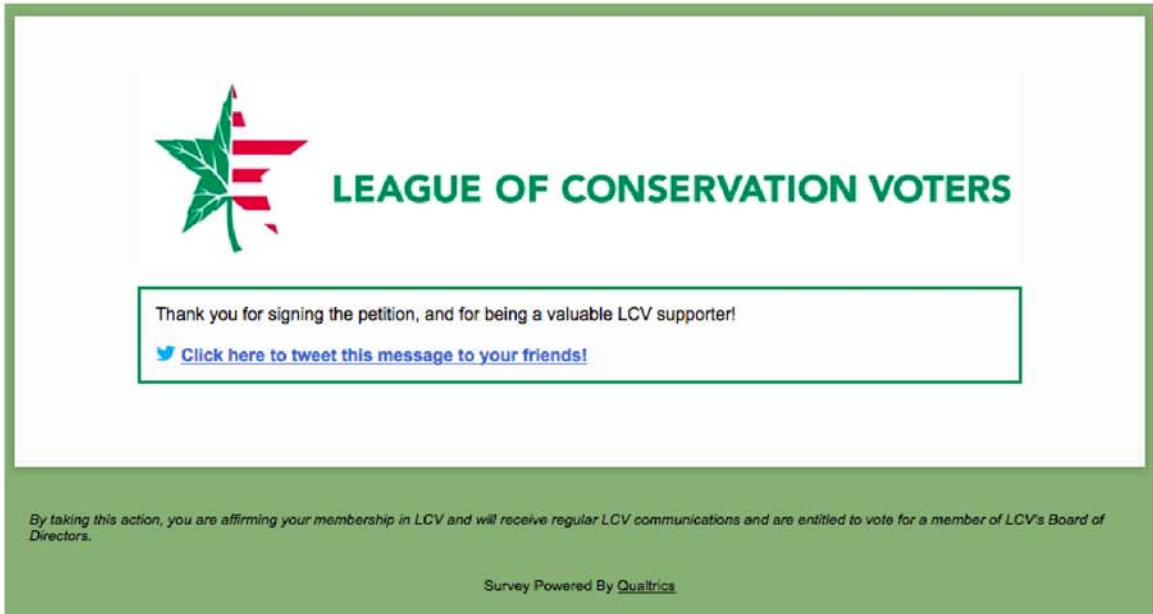 LEAGUE OF CONSERVATION VOTERS
Thank you for signing the petition, and for being a valuable LCV supporter!
Click here to tweet this message to your friends!
By taking this action, you are affirming your membership in LCV and will receive regular LCV communications and are entitled to vote for a member of LCV's Board of
Directors.
Survey Powered By Qualtrics